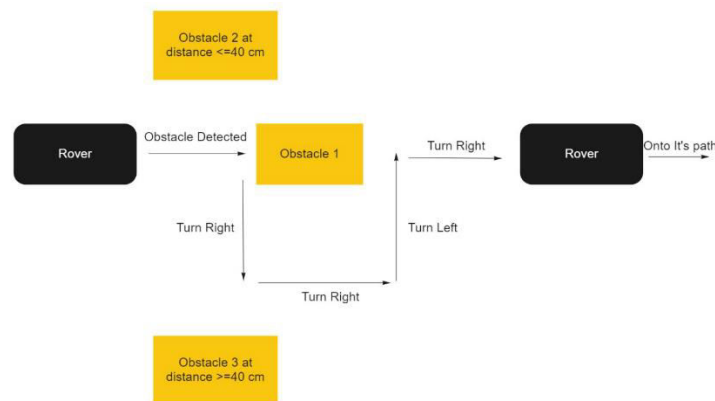 Obstacle 2 at
distance <=40 cm
Rover
Obstacle Detected
Obstacle 1
Turn Right
Rover
Onto It's path
Turn Right
Turn Left
Turn Right
Obstacle 3 at
distance >=40 cm